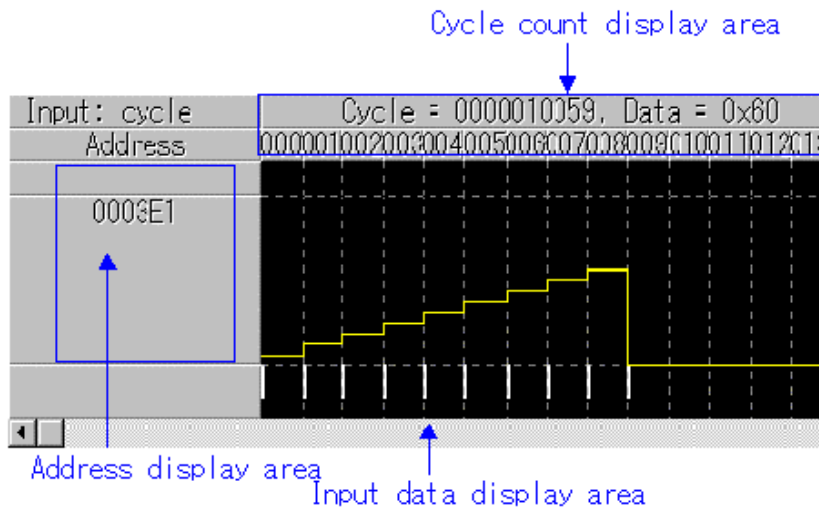 Cycle count display area
Input: cycle
Cycle = 0000010059, Data = 0x60
Address
0000001002003004005006007008009010011012013
0003E1
Address display area
Input data display area